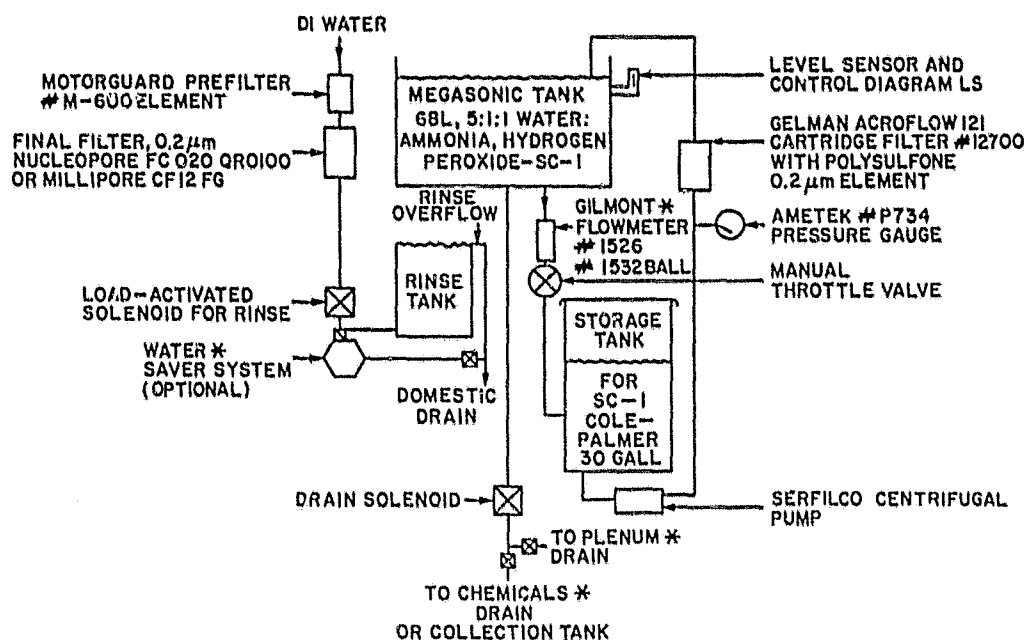 DI WATER
MOTORGUARD PREFILTER
#M-600 ELEMENT
FINAL FILTER, 0.2μm
NUCLEOPORE FC 020 QR0100
OR MILLIPORE CF12 FG
LOAD-ACTIVATED
SOLENOID FOR RINSE
WATER *
SAVER SYSTEM
(OPTIONAL)
MEGASONIC TANK
68L, 5:1:1 WATER:
AMMONIA, HYDROGEN
PEROXIDE-SC-1
RINSE
OVERFLOW
RINSE
TANK
DOMESTIC
DRAIN
GILMONT *
FLOWMETER
# 1526
# 1532 BALL
STORAGE
TANK
FOR
SC-1
COLE-
PALMER
30 GALL
DRAIN SOLENOID
TO PLENUM *
DRAIN
TO CHEMICALS *
DRAIN
OR COLLECTION TANK
LEVEL SENSOR AND
CONTROL DIAGRAM LS
GELMAN ACROFLOW 121
CARTRIDGE FILTER #12700
WITH POLYSULFONE
0.2μm ELEMENT
AMETEK #P734
PRESSURE GAUGE
MANUAL
THROTTLE VALVE
SERFILCO CENTRIFUGAL
PUMP